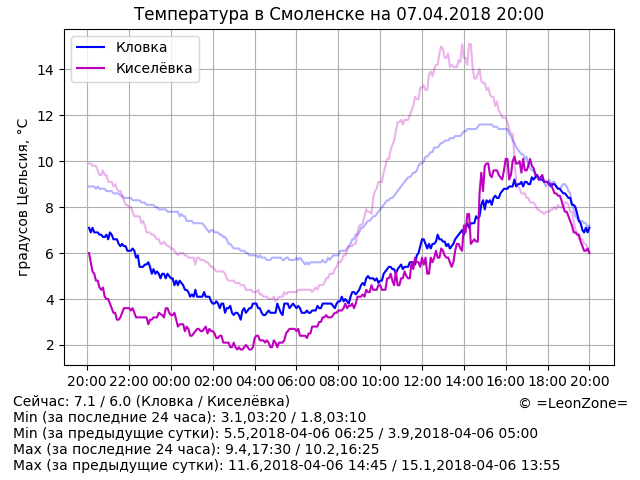 Температура в Смоленске на 07.04.2018 20:00
Кловка
Киселёвка
градусов Цельсия, °C
14
12
10
8
6
4
2
20:00 22:00 00:00 02:00 04:00 06:00 08:00 10:00 12:00 14:00 16:00 18:00 20:00
Сейчас: 7.1 / 6.0 (Кловка / Киселёвка)
© =LeonZone=
Min (за последние 24 часа): 3.1,03:20 / 1.8,03:10
Min (за предыдущие сутки): 5.5,2018-04-06 06:25 / 3.9,2018-04-06 05:00
Max (за последние 24 часа): 9.4,17:30 / 10.2,16:25
Max (за предыдущие сутки): 11.6,2018-04-06 14:45 / 15.1,2018-04-06 13:55